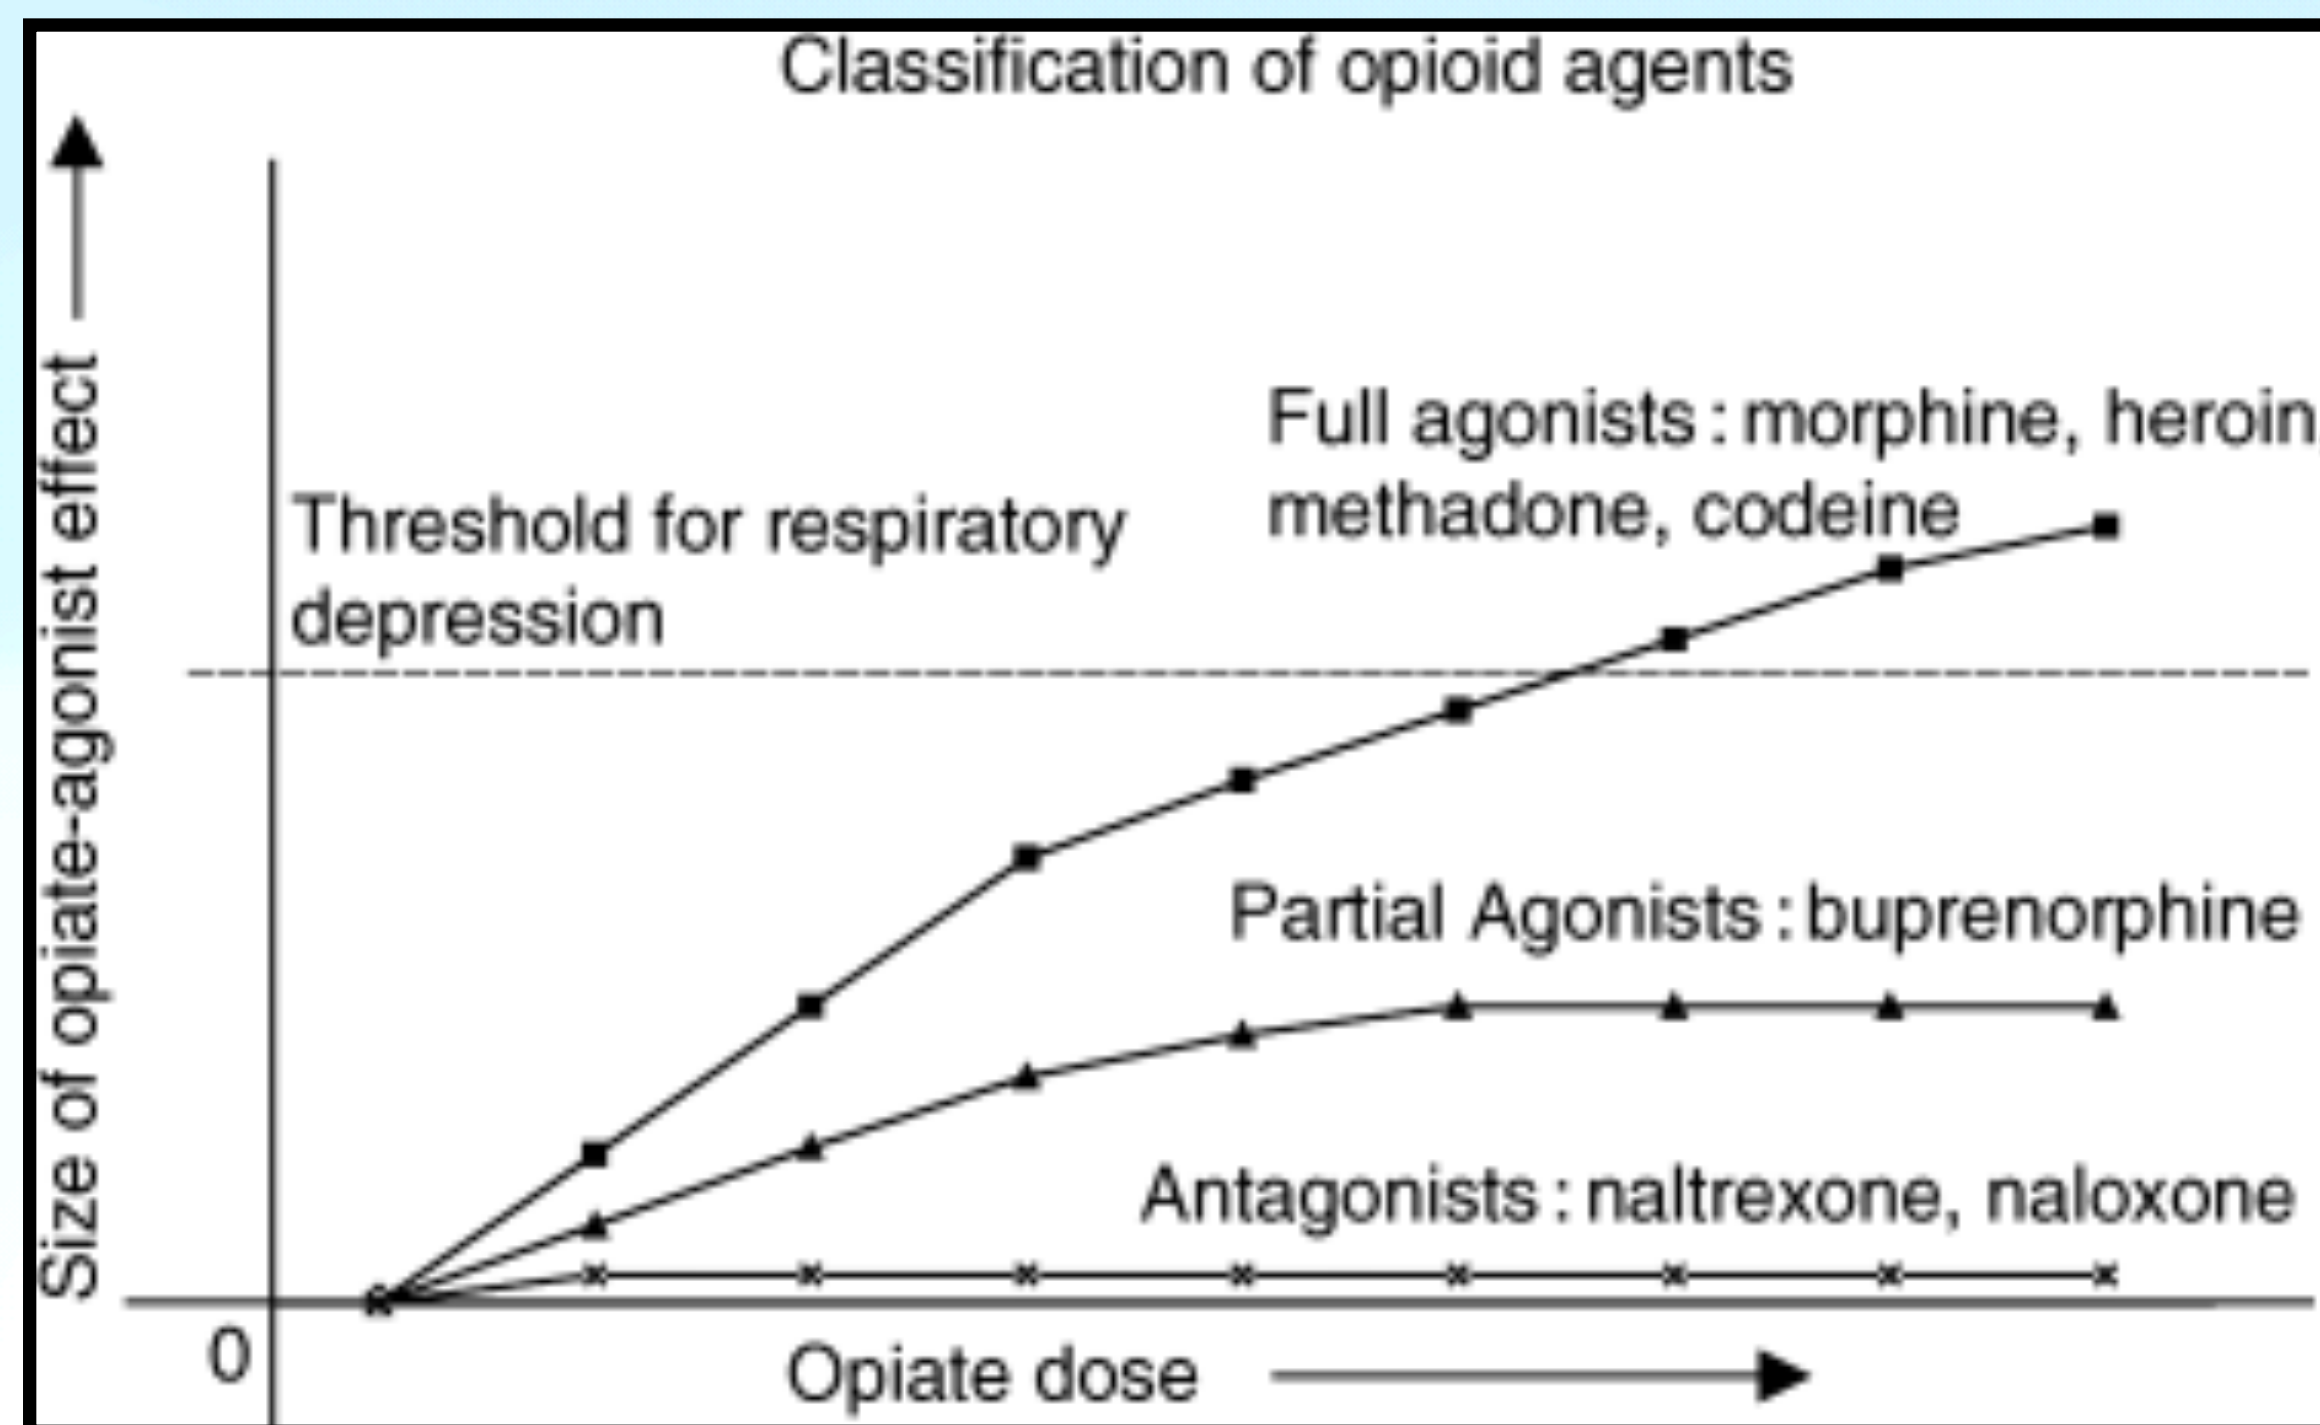 Classification of opioid agents
Size of opiate-agonist effect
Full agonists : morphine, heroin,
methadone, codeine
Threshold for respiratory
depression
Partial Agonists : buprenorphine
Antagonists : naltrexone, naloxone
0
Opiate dose